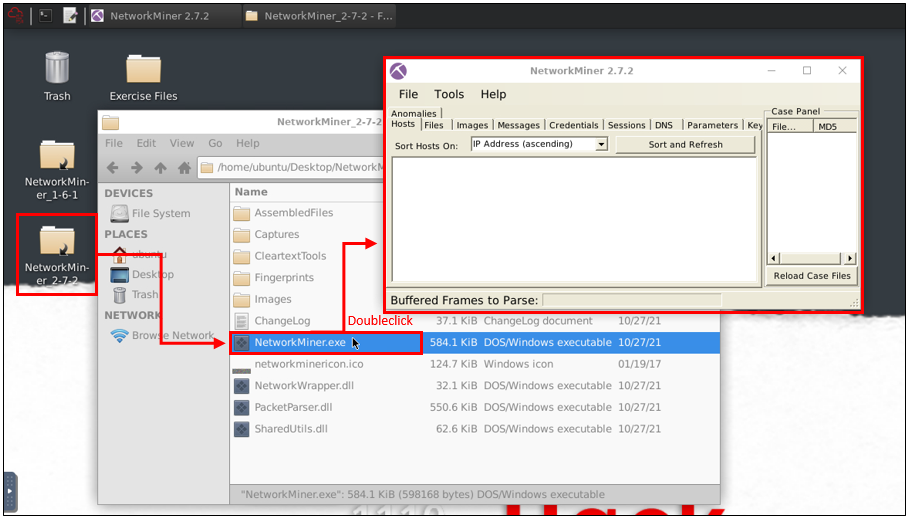 NetworkMiner 2.7.2
NetworkMiner_2-7-2 - F...
Trash
Exercise Files
NetworkMin-
er_1-6-1
NetworkMin-
er_2-7-2
NetworkMiner_2-7-2
File Edit View Go Help
/home/ubuntu/Desktop/NetworkM
DEVICES
File System
PLACES
ubuntu
Desktop
Trash
NETWORK
Browse Network
Name
AssembledFiles
Captures
CleartextTools
Fingerprints
Images
ChangeLog 37.1 KiB ChangeLog document 10/27/21
NetworkMiner.exe 584.1 KiB DOS/Windows executable 10/27/21
networkminericon.ico 124.7 KiB Windows icon 01/19/17
NetworkWrapper.dll 32.1 KiB DOS/Windows executable 10/27/21
PacketParser.dll 550.6 KiB DOS/Windows executable 10/27/21
SharedUtils.dll 62.6 KiB DOS/Windows executable 10/27/21
"NetworkMiner.exe": 584.1 KiB (598168 bytes) DOS/Windows executable
Doubleclick
NetworkMiner 2.7.2
File Tools Help
Anomalies
Hosts Files Images Messages Credentials Sessions DNS Parameters Key
Sort Hosts On: IP Address (ascending) Sort and Refresh
Case Panel
File... MD5
Reload Case Files
Buffered Frames to Parse: